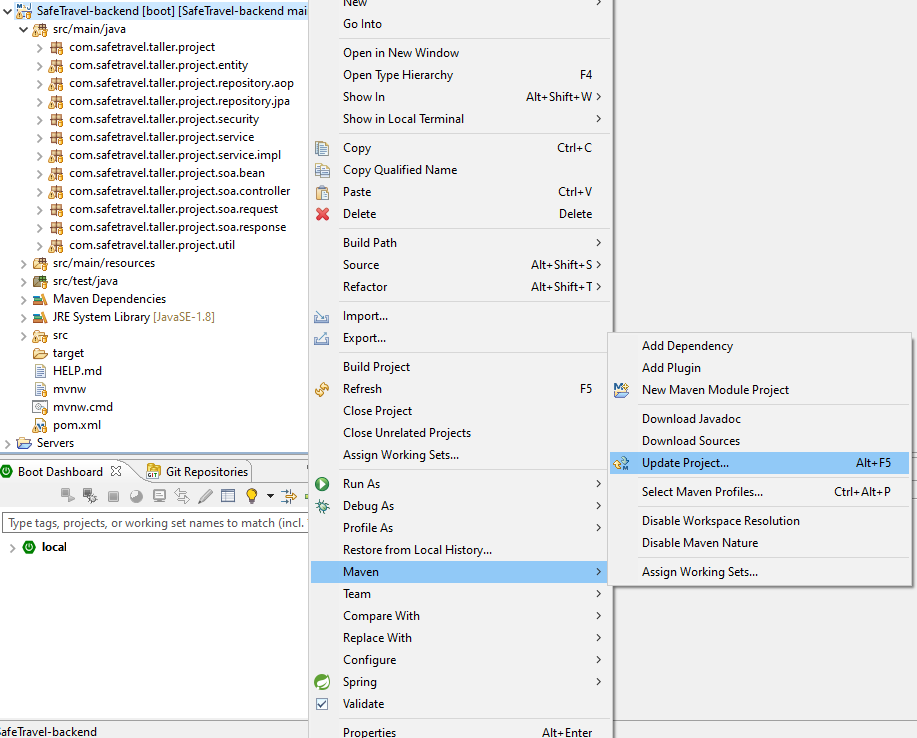 SafeTravel-backend [boot] [SafeTravel-backend mai
src/main/java
com.safetravel.taller.project
com.safetravel.taller.project.entity
com.safetravel.taller.project.repository.aop
com.safetravel.taller.project.repository.jpa
com.safetravel.taller.project.security
com.safetravel.taller.project.service
com.safetravel.taller.project.service.impl
com.safetravel.taller.project.soa.bean
com.safetravel.taller.project.soa.controller
com.safetravel.taller.project.soa.request
com.safetravel.taller.project.soa.response
com.safetravel.taller.project.util
src/main/resources
src/test/java
Maven Dependencies
JRE System Library [JavaSE-1.8]
src
target
HELP.md
mvnw
mvnw.cmd
pom.xml
Servers
Boot Dashboard
Git Repositories
GIT
Type tags, projects, or working set names to match (incl.
local
afeTravel-backend
New
Go Into
Open in New Window
Open Type Hierarchy F4
Show In Alt+Shift+W
Show in Local Terminal
Copy Ctrl+C
Copy Qualified Name
Paste Ctrl+V
Delete Delete
Build Path
Source Alt+Shift+S
Refactor Alt+Shift+T
Import...
Export...
Build Project
Refresh F5
Close Project
Close Unrelated Projects
Assign Working Sets...
Run As
Debug As
Profile As
Restore from Local History...
Maven
Team
Compare With
Replace With
Configure
Spring
Validate
Properties Alt+Enter
Add Dependency
Add Plugin
New Maven Module Project
Download Javadoc
Download Sources
Update Project... Alt+F5
Select Maven Profiles... Ctrl+Alt+P
Disable Workspace Resolution
Disable Maven Nature
Assign Working Sets...